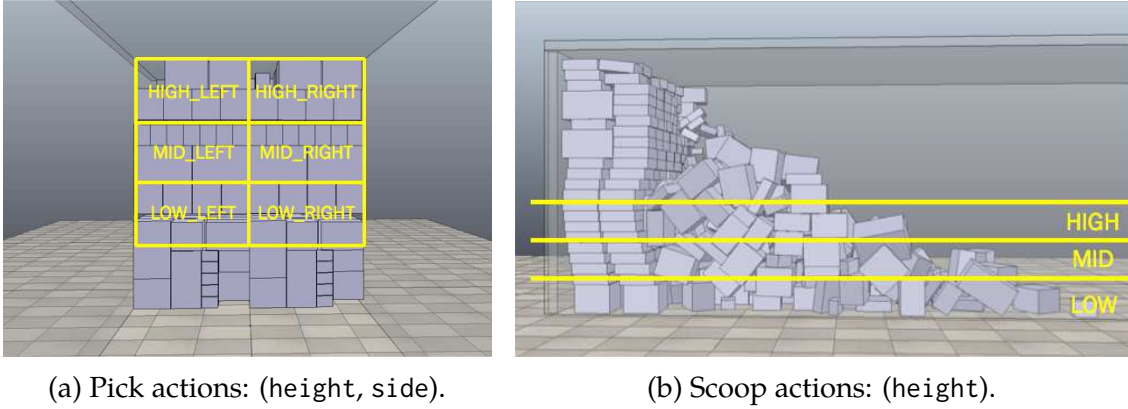 HIGH_LEFT HIGH_RIGHT
MID_LEFT MID_RIGHT
LOW_LEFT LOW_RIGHT
HIGH
MID
LOW
(a) Pick actions: (height, side).
(b) Scoop actions: (height).